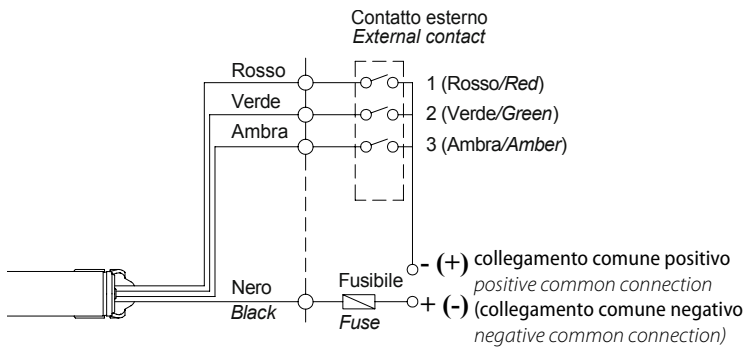 Contatto esterno
External contact
Rosso
1 (Rosso/Red)
Verde
2 (Verde/Green)
Ambra
3 (Ambra/Amber)
- (+) collegamento comune positivo
positive common connection
Nero
Black
Fusibile
Fuse
+ (-) (collegamento comune negativo
negative common connection)